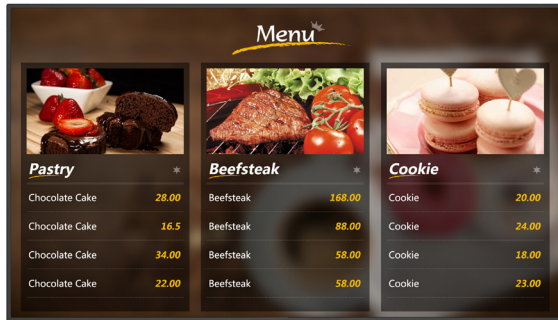 Menu
Pastry
Chocolate Cake 28.00
Chocolate Cake 16.5
Chocolate Cake 34.00
Chocolate Cake 22.00
Beefsteak
Beefsteak 168.00
Beefsteak 88.00
Beefsteak 58.00
Beefsteak 58.00
Cookie
Cookie 20.00
Cookie 24.00
Cookie 18.00
Cookie 23.00